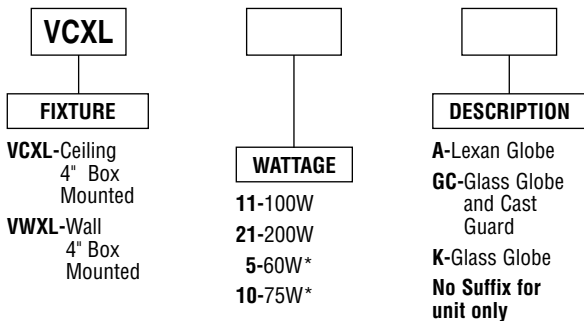 VCXL
FIXTURE
VCXL-Ceiling
4" Box
Mounted
VWXL-Wall
4" Box
Mounted
WATTAGE
11-100W
21-200W
5-60W*
10-75W*
DESCRIPTION
A-Lexan Globe
GC-Glass Globe
and Cast
Guard
K-Glass Globe
No Suffix for
unit only